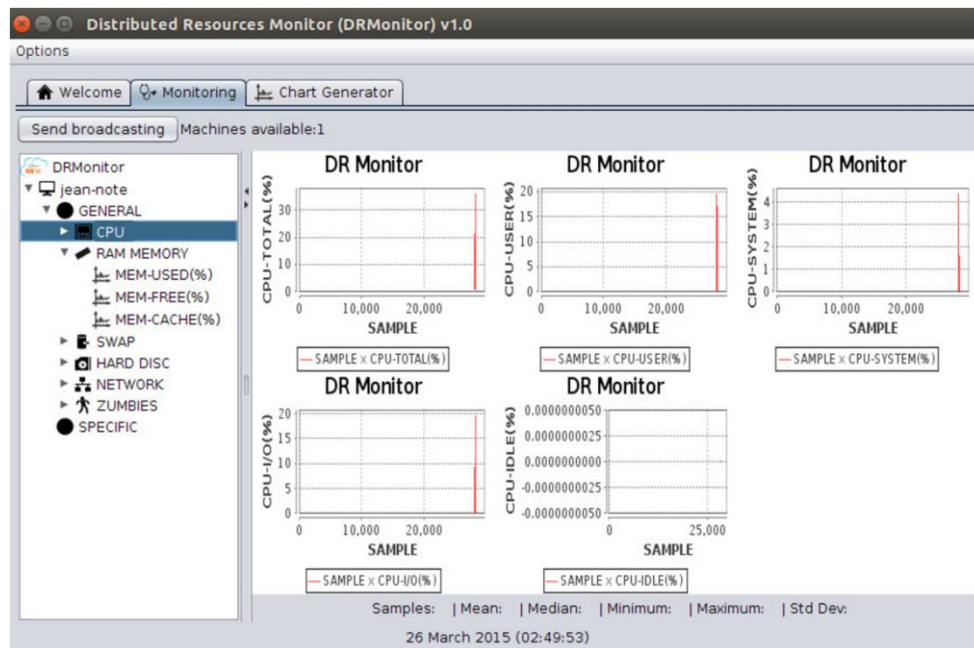 Distributed Resources Monitor (DRMonitor) v1.0
Options
Welcome Monitoring Chart Generator
Send broadcasting Machines available:1
DRMonitor
jean-note
GENERAL
CPU
RAM MEMORY
MEM-USED(%)
MEM-FREE(%)
MEM-CACHE(%)
SWAP
HARD DISC
NETWORK
ZUMBIES
SPECIFIC
DR Monitor
CPU-TOTAL(%)
30
20
10
0
0 10,000 20,000
SAMPLE
SAMPLE x CPU-TOTAL(%)
DR Monitor
CPU-USER(%)
20
15
10
5
0
0 10,000 20,000
SAMPLE
SAMPLE x CPU-USER(%)
DR Monitor
CPU-SYSTEM(%)
4
3
2
1
0
0 10,000 20,000
SAMPLE
SAMPLE x CPU-SYSTEM(%)
DR Monitor
CPU-I/O(%)
20
15
10
5
0
0 10,000 20,000
SAMPLE
SAMPLE x CPU-I/O(%)
DR Monitor
CPU-IDLE(%)
0.0000000050
0.0000000025
0.0000000000
-0.0000000025
-0.0000000050
0 25,000
SAMPLE
SAMPLE x CPU-IDLE(%)
Samples: | Mean: | Median: | Minimum: | Maximum: | Std Dev:
26 March 2015 (02:49:53)